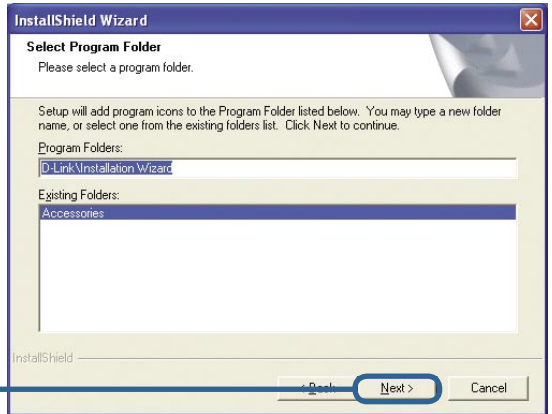 InstallShield Wizard
Select Program Folder
Please select a program folder.
Setup will add program icons to the Program Folder listed below. You may type a new folder
name, or select one from the existing folders list. Click Next to continue.
Program Folders:
D-Link\Installation Wizard
Existing Folders:
Accessories
InstallShield
< Back Next > Cancel